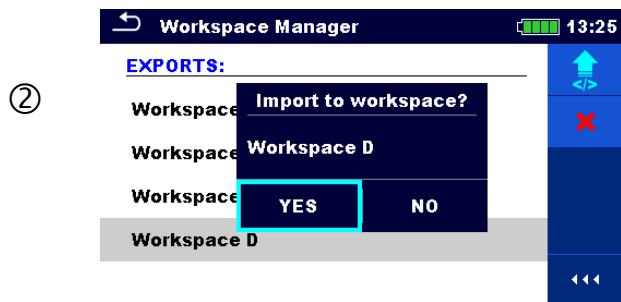 Workspace Manager 13:25
EXPORTS:
</>
②
Workspace
Workspace
Workspace
Workspace D
Import to workspace?
Workspace D
YES NO